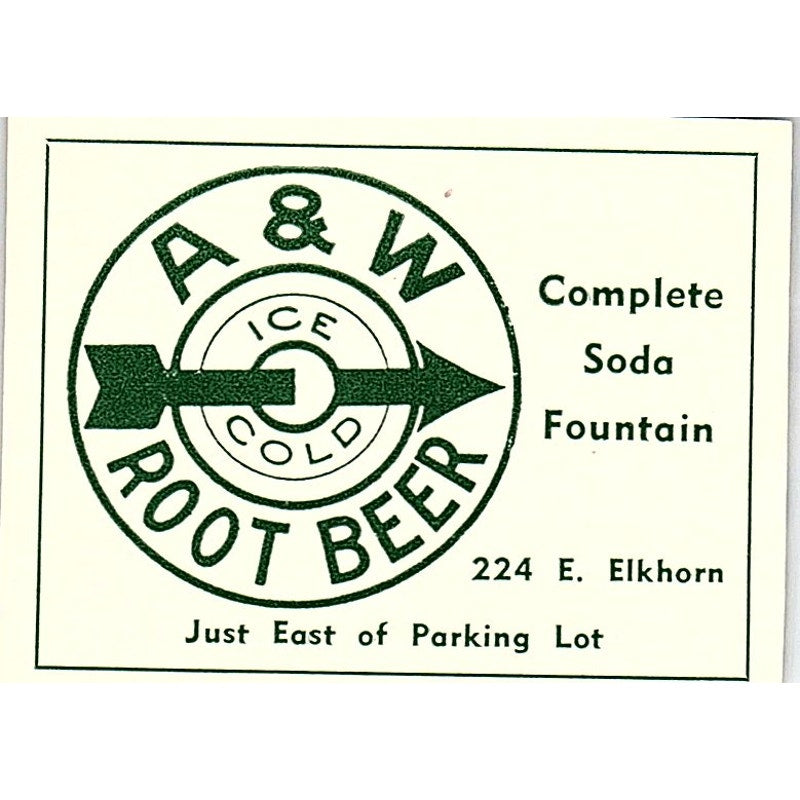 A & W
ICE
COLD
ROOT BEER
Complete
Soda
Fountain
224 E. Elkhorn
Just East of Parking Lot